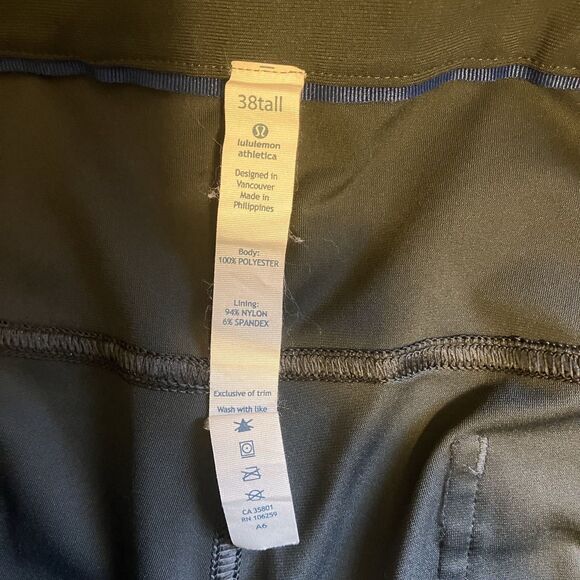 38tall
lululemon
athletica
Designed in
Vancouver
Made in
Philippines
Body:
100% POLYESTER
Lining:
94% NYLON
6% SPANDEX
Exclusive of trim
Wash with like
CA 35801
RN 106259
A6